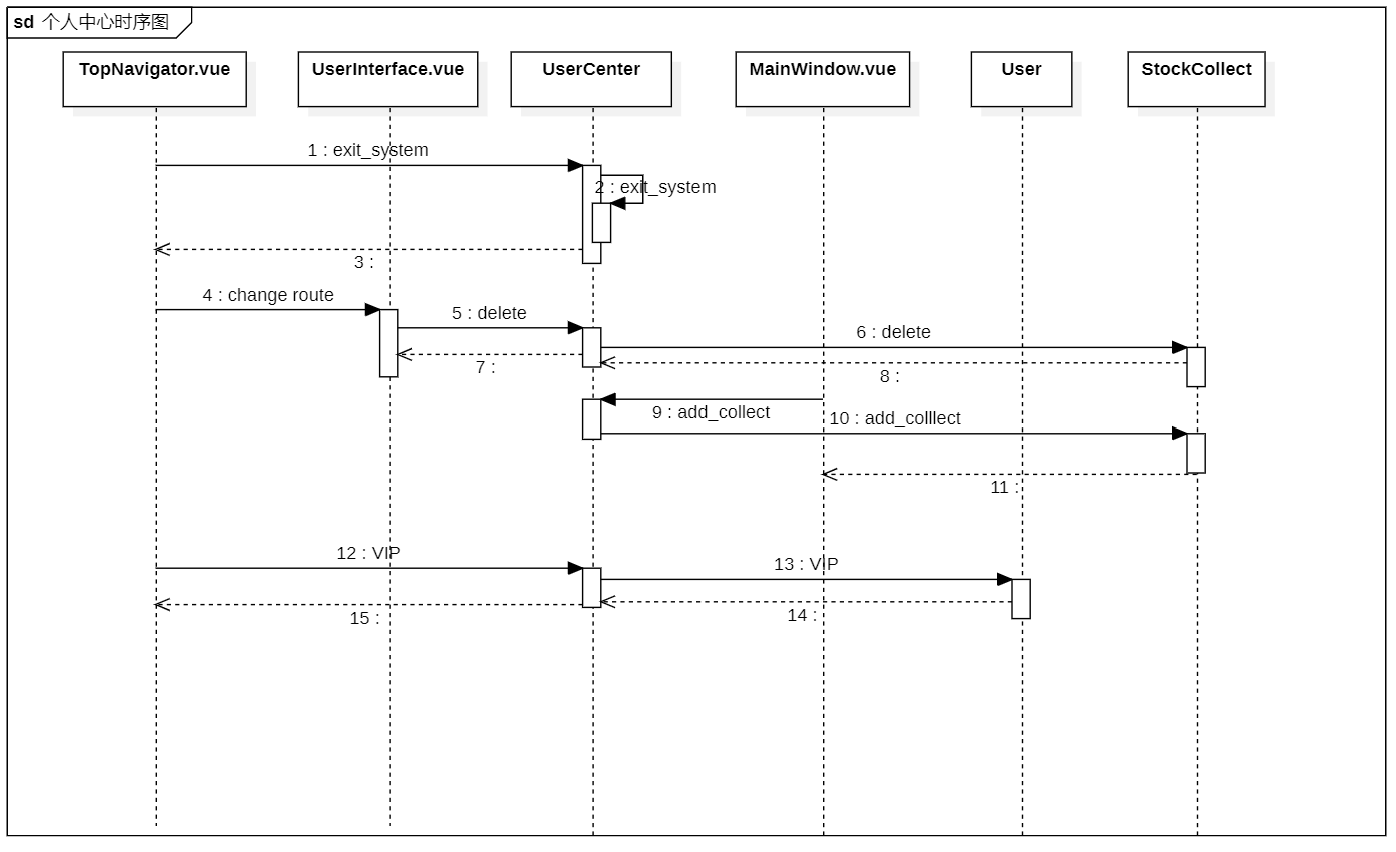 sd 个人中心时序图
TopNavigator.vue
UserInterface.vue
UserCenter
MainWindow.vue
User
StockCollect
1 : exit_system
2 : exit_system
3 :
4 : change route
5 : delete
6 : delete
7 :
8 :
9 : add_collect
10 : add_colllect
11 :
12 : VIP
13 : VIP
14 :
15 :